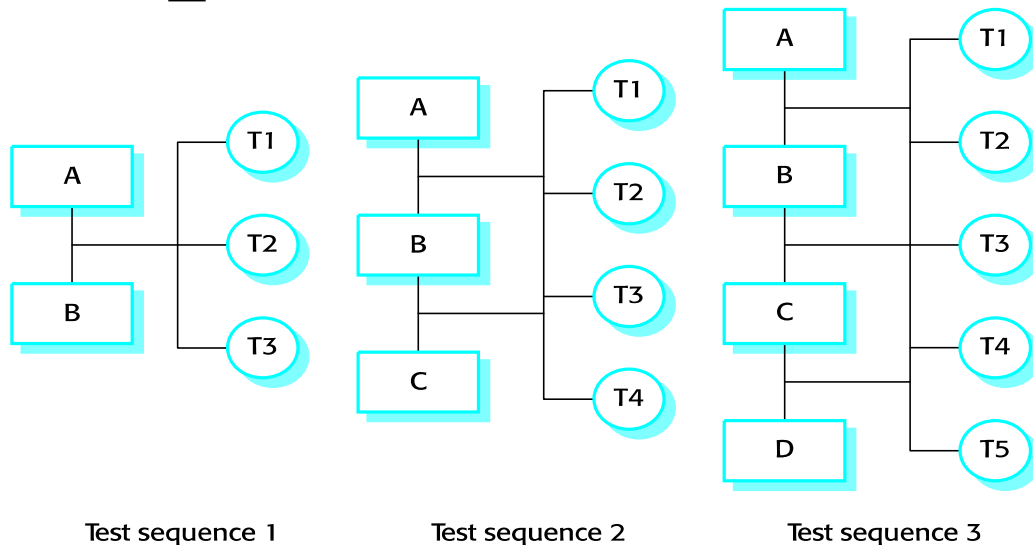 A
B
T1
T2
T3
Test sequence 1
A
B
C
T1
T2
T3
T4
Test sequence 2
A
B
C
D
T1
T2
T3
T4
T5
Test sequence 3